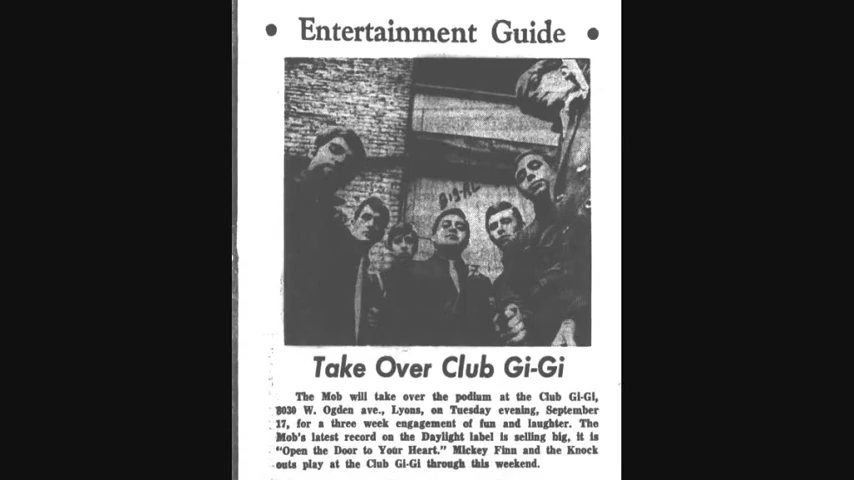 • Entertainment Guide •
BIG-AL
Take Over Club Gi-Gi
The Mob will take over the podium at the Club Gi-Gi,
8030 W. Ogden ave., Lyons, on Tuesday evening, September
17, for a three week engagement of fun and laughter. The
Mob's latest record on the Daylight label is selling big, it is
"Open the Door to Your Heart." Mickey Finn and the Knock
outs play at the Club Gi-Gi through this weekend.